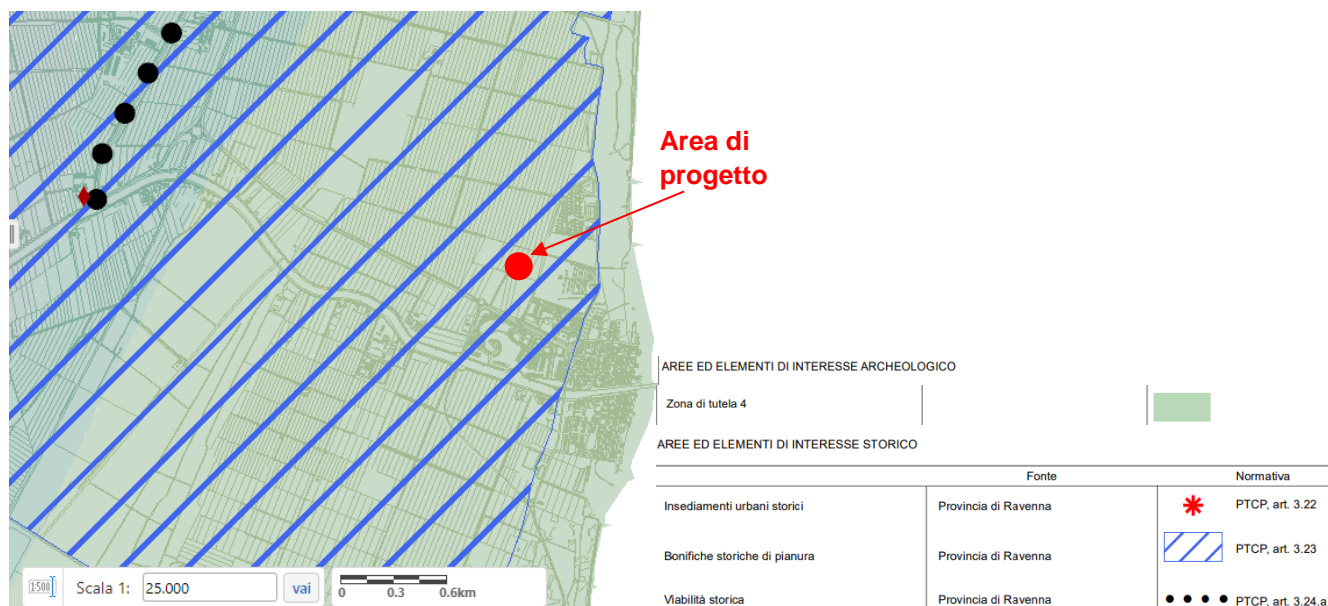 Area di
progetto
AREE ED ELEMENTI DI INTERESSE ARCHEOLOGICO
Zona di tutela 4
AREE ED ELEMENTI DI INTERESSE STORICO
Fonte Normativa
Insediamenti urbani storici Provincia di Ravenna PTCP, art. 3.22
Bonifiche storiche di pianura Provincia di Ravenna PTCP, art. 3.23
Viabilità storica Provincia di Ravenna PTCP, art. 3.24.a
1:500 Scala 1: 25.000 vai 0 0.3 0.6km